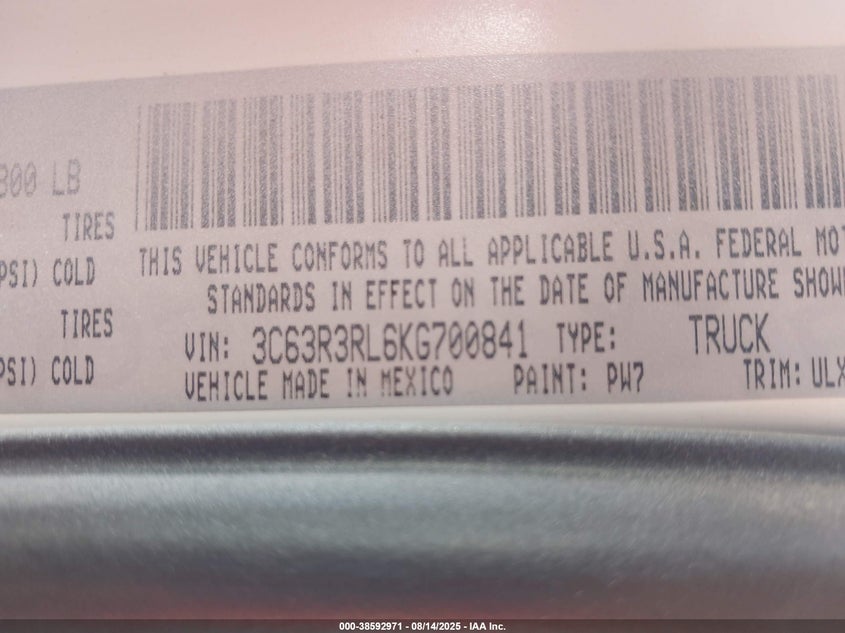 800 LB
TIRES
PSI) COLD
TIRES
PSI) COLD
THIS VEHICLE CONFORMS TO ALL APPLICABLE U.S.A. FEDERAL MOT
STANDARDS IN EFFECT ON THE DATE OF MANUFACTURE SHOW
VIN: 3C63R3RL6KG700841 TYPE: TRUCK
VEHICLE MADE IN MEXICO PAINT: PW7 TRIM: ULX
000-38592971 - 08/14/2025 - IAA Inc.